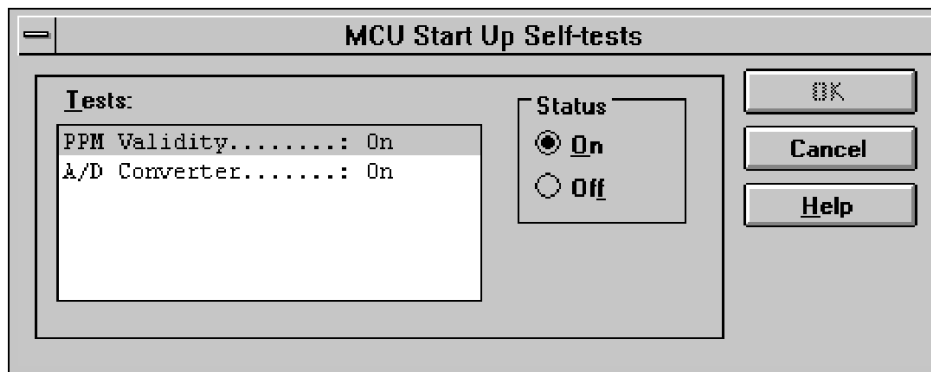 MCU Start Up Self-tests
Tests:
PPM Validity........: On
A/D Converter.......: On
Status
On
Off
OK
Cancel
Help